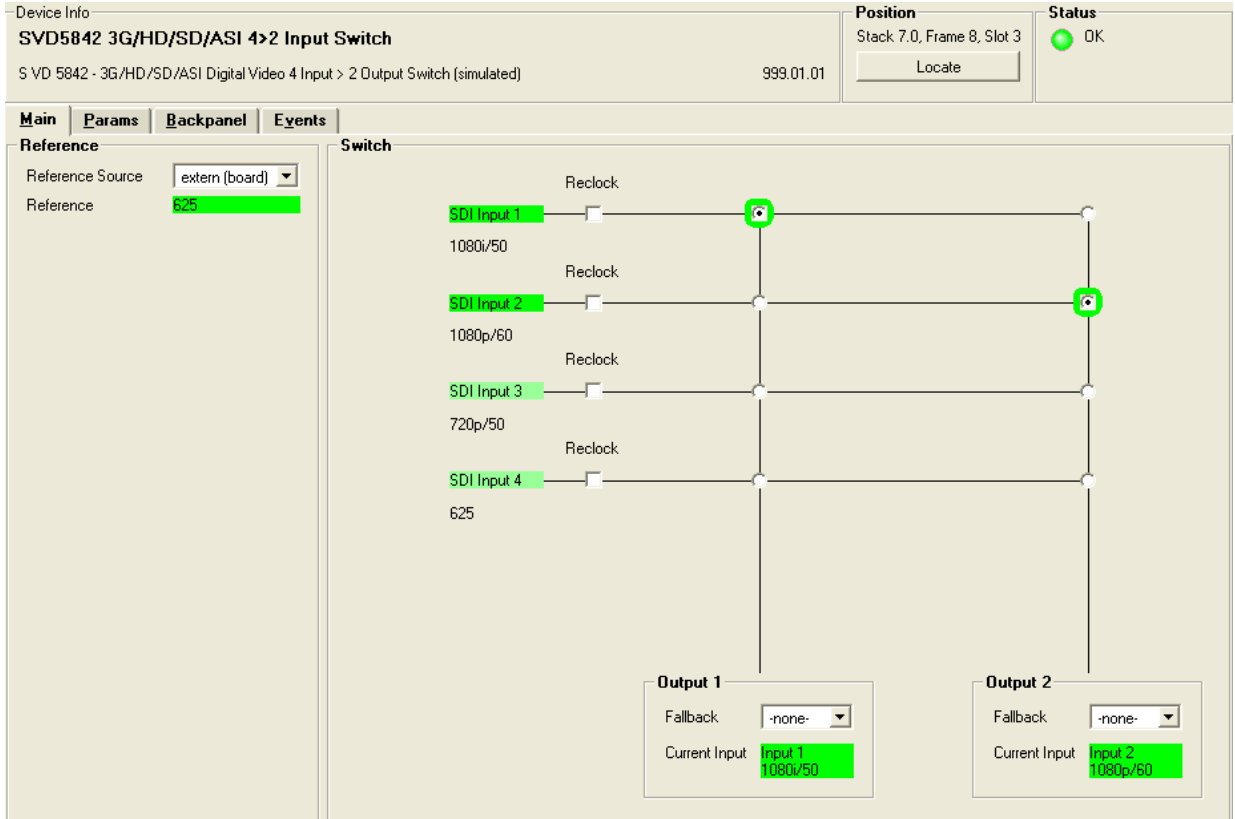 Device Info
SVD5842 3G/HD/SD/ASI 4>2 Input Switch
S VD 5842 - 3G/HD/SD/ASI Digital Video 4 Input > 2 Output Switch (simulated)
999.01.01
Position
Stack 7.0, Frame 8, Slot 3
Locate
Status
OK
Main
Params
Backpanel
Events
Reference
Reference Source
extern (board)
Reference
625
Switch
Reclock
SDI Input 1
1080i/50
Reclock
SDI Input 2
1080p/60
Reclock
SDI Input 3
720p/50
Reclock
SDI Input 4
625
Output 1
Fallback
-none-
Current Input
Input 1
1080i/50
Output 2
Fallback
-none-
Current Input
Input 2
1080p/60